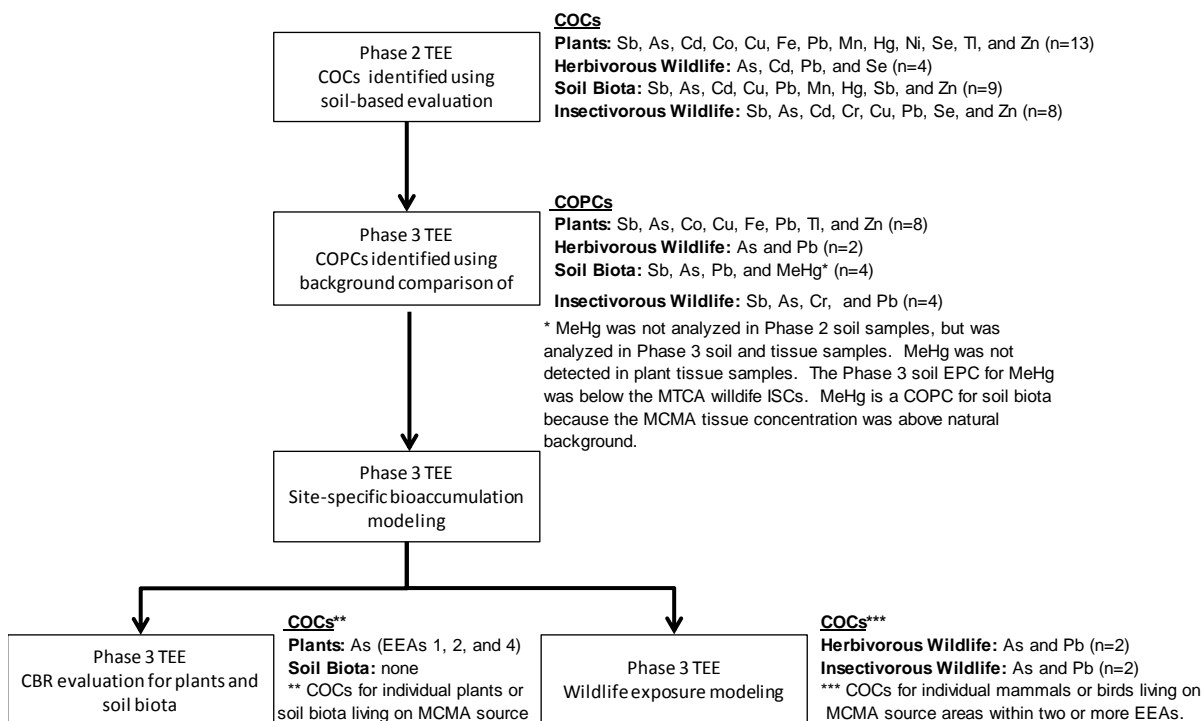 Phase 2 TEE
COCs identified using
soil-based evaluation
COCs
Plants: Sb, As, Cd, Co, Cu, Fe, Pb, Mn, Hg, Ni, Se, Tl, and Zn (n=13)
Herbivorous Wildlife: As, Cd, Pb, and Se (n=4)
Soil Biota: Sb, As, Cd, Cu, Pb, Mn, Hg, Sb, and Zn (n=9)
Insectivorous Wildlife: Sb, As, Cd, Cr, Cu, Pb, Se, and Zn (n=8)
Phase 3 TEE
COPCs identified using
background comparison of
COPCs
Plants: Sb, As, Co, Cu, Fe, Pb, Tl, and Zn (n=8)
Herbivorous Wildlife: As and Pb (n=2)
Soil Biota: Sb, As, Pb, and MeHg* (n=4)
Insectivorous Wildlife: Sb, As, Cr, and Pb (n=4)
* MeHg was not analyzed in Phase 2 soil samples, but was
analyzed in Phase 3 soil and tissue samples. MeHg was not
detected in plant tissue samples. The Phase 3 soil EPC for MeHg
was below the MTCA willdife ISCs. MeHg is a COPC for soil biota
because the MCMA tissue concentration was above natural
background.
Phase 3 TEE
Site-specific bioaccumulation
modeling
Phase 3 TEE
CBR evaluation for plants and
soil biota
COCs**
Plants: As (EEAs 1, 2, and 4)
Soil Biota: none
** COCs for individual plants or
soil biota living on MCMA source
Phase 3 TEE
Wildlife exposure modeling
COCs***
Herbivorous Wildlife: As and Pb (n=2)
Insectivorous Wildlife: As and Pb (n=2)
*** COCs for individual mammals or birds living on
MCMA source areas within two or more EEAs.